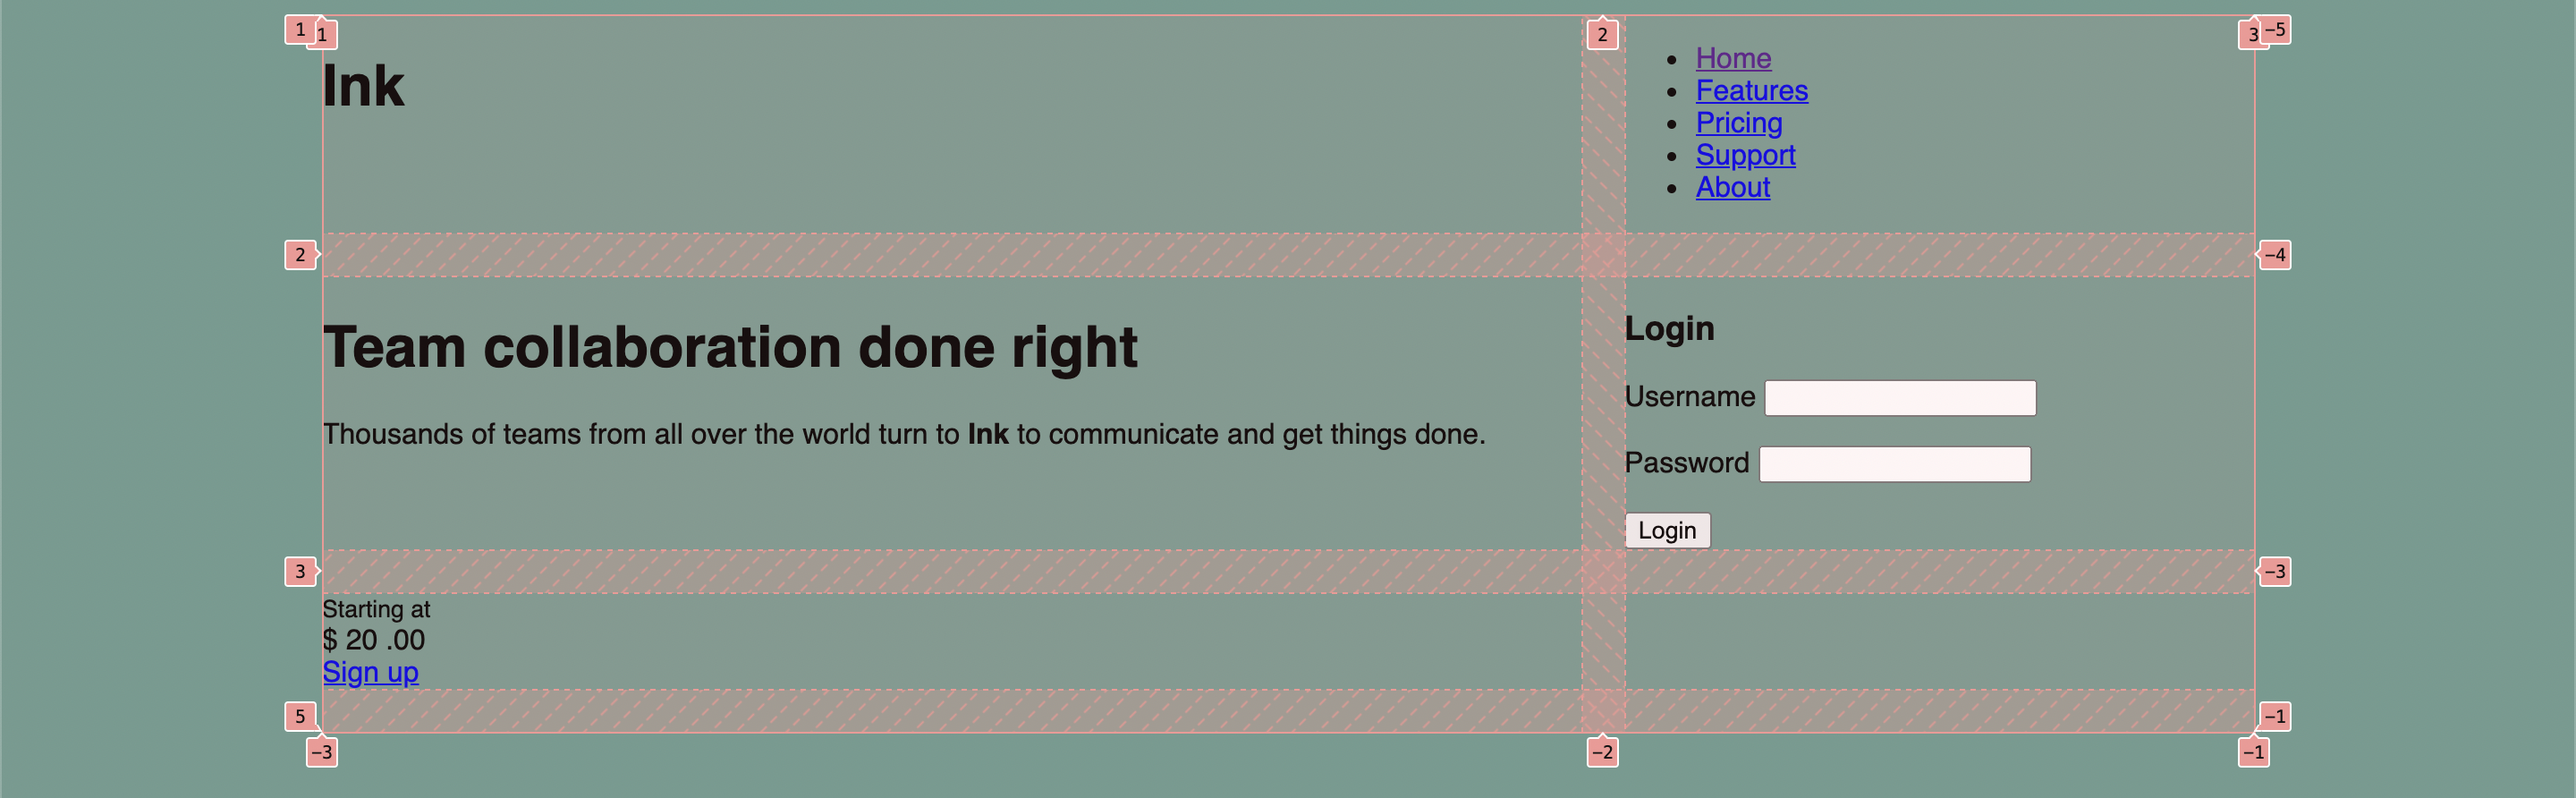 1 1 2 3 −5
Ink
Home
Features
Pricing
Support
About
2 −4
Team collaboration done right
Thousands of teams from all over the world turn to Ink to communicate and get things done.
Login
Username
Password
Login
3 −3
Starting at
$ 20 .00
Sign up
5 −1
−3 −2 −1